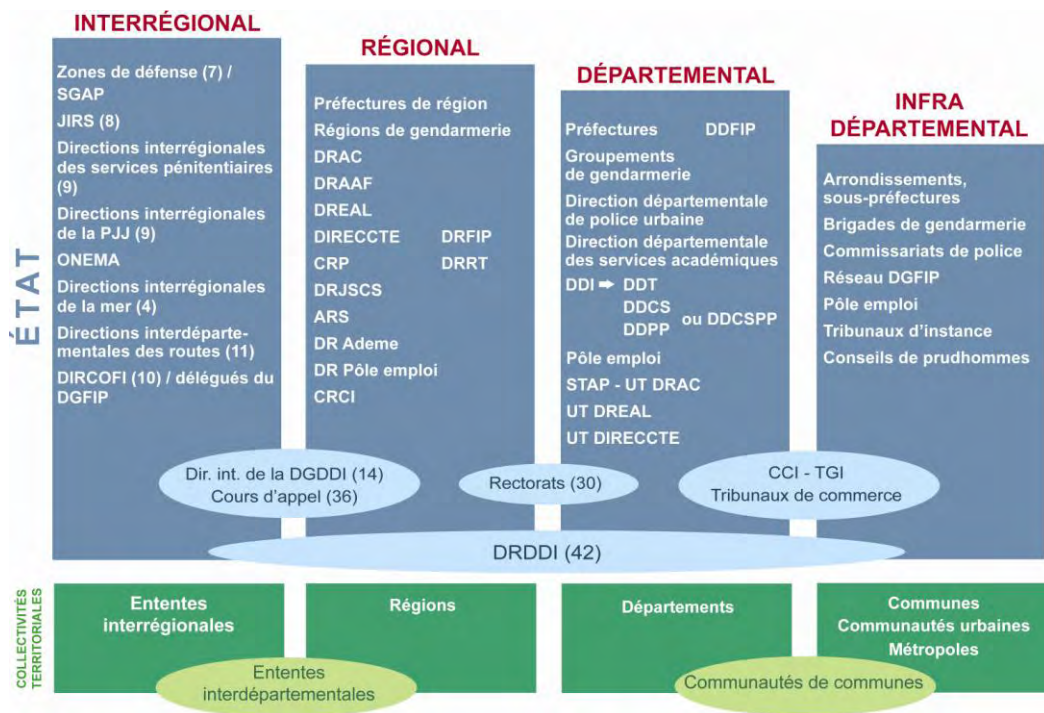 INTERRÉGIONAL
Zones de défense (7) /
SGAP
JIRS (8)
Directions interrégionales
des services pénitentiaires
(9)
Directions interrégionales
de la PJJ (9)
ONEMA
Directions interrégionales
de la mer (4)
Directions interdéparte-
mentales des routes (11)
DIRCOFI (10) / délégués du
DGFIP
RÉGIONAL
Préfectures de région
Régions de gendarmerie
DRAC
DRAAF
DREAL
DIRECCTE DRFIP
CRP DRRT
DRJSCS
ARS
DR Ademe
DR Pôle emploi
CRCI
DÉPARTEMENTAL
Préfectures DDFIP
Groupements
de gendarmerie
Direction départementale
de police urbaine
Direction départementale
des services académiques
DDI ➡ DDT
DDCS
DDPP ou DDCSPP
Pôle emploi
STAP - UT DRAC
UT DREAL
UT DIRECCTE
INFRA
DÉPARTEMENTAL
Arrondissements,
sous-préfectures
Brigades de gendarmerie
Commissariats de police
Réseau DGFIP
Pôle emploi
Tribunaux d'instance
Conseils de prudhommes
ÉTAT
Dir. int. de la DGDDI (14)
Cours d'appel (36)
Rectorats (30)
CCI - TGI
Tribunaux de commerce
DRDDI (42)
COLLECTIVITÉS
TERRITORIALES
Ententes
interrégionales
Régions
Départements
Communes
Communautés urbaines
Métropoles
Ententes
interdépartementales
Communautés de communes